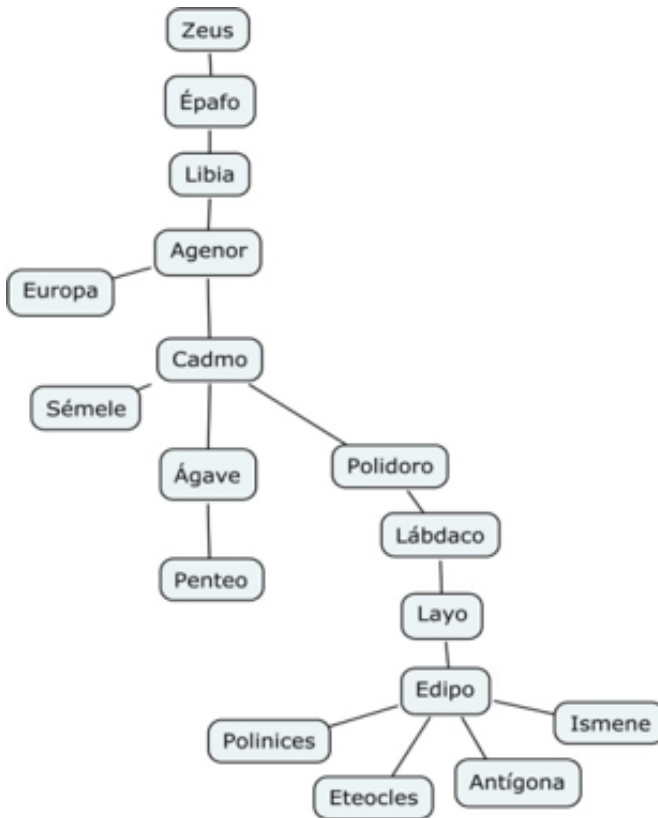 Zeus
Épafo
Libia
Agenor
Europa
Cadmo
Sémele
Ágave
Polidoro
Lábdaco
Penteo
Layo
Edipo
Ismene
Polinices
Antígona
Eteocles